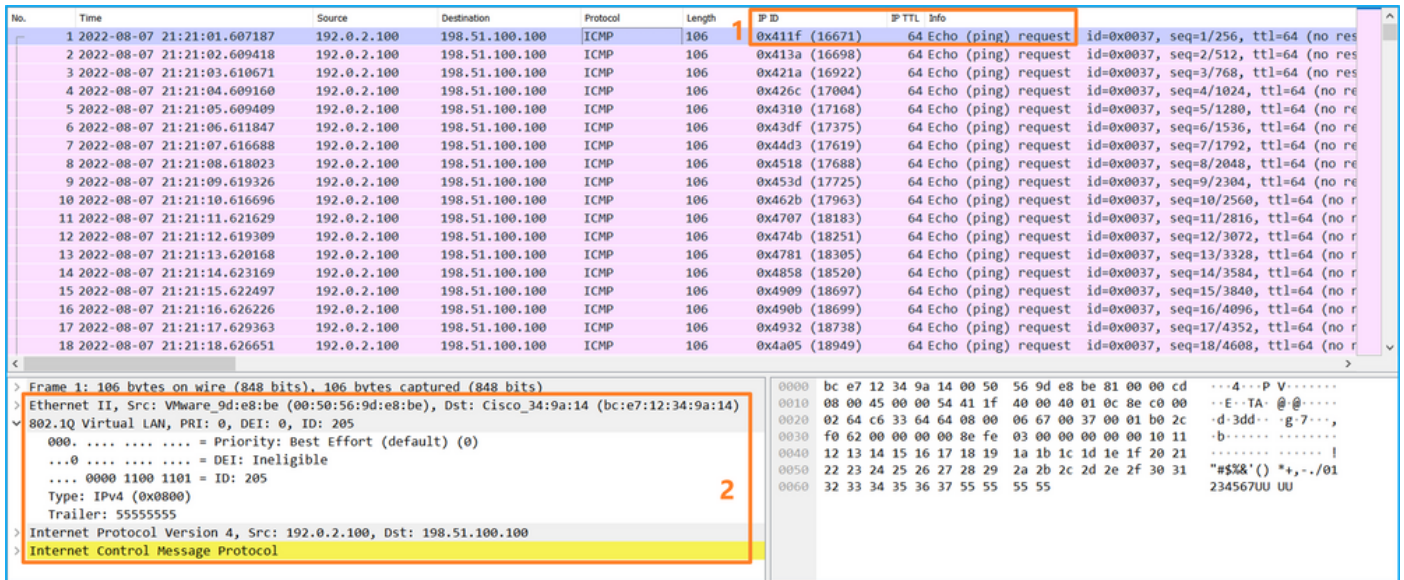 No. Time Source Destination Protocol Length IP ID IP TTL Info
1
1 2022-08-07 21:21:01.607187 192.0.2.100 198.51.100.100 ICMP 106 0x411f (16671) 64 Echo (ping) request id=0x0037, seq=1/256, ttl=64 (no res
2 2022-08-07 21:21:02.609418 192.0.2.100 198.51.100.100 ICMP 106 0x413a (16698) 64 Echo (ping) request id=0x0037, seq=2/512, ttl=64 (no res
3 2022-08-07 21:21:03.610671 192.0.2.100 198.51.100.100 ICMP 106 0x421a (16922) 64 Echo (ping) request id=0x0037, seq=3/768, ttl=64 (no res
4 2022-08-07 21:21:04.609160 192.0.2.100 198.51.100.100 ICMP 106 0x426c (17004) 64 Echo (ping) request id=0x0037, seq=4/1024, ttl=64 (no re
5 2022-08-07 21:21:05.609409 192.0.2.100 198.51.100.100 ICMP 106 0x4310 (17168) 64 Echo (ping) request id=0x0037, seq=5/1280, ttl=64 (no re
6 2022-08-07 21:21:06.611847 192.0.2.100 198.51.100.100 ICMP 106 0x43df (17375) 64 Echo (ping) request id=0x0037, seq=6/1536, ttl=64 (no re
7 2022-08-07 21:21:07.616688 192.0.2.100 198.51.100.100 ICMP 106 0x44d3 (17619) 64 Echo (ping) request id=0x0037, seq=7/1792, ttl=64 (no re
8 2022-08-07 21:21:08.618023 192.0.2.100 198.51.100.100 ICMP 106 0x4518 (17688) 64 Echo (ping) request id=0x0037, seq=8/2048, ttl=64 (no re
9 2022-08-07 21:21:09.619326 192.0.2.100 198.51.100.100 ICMP 106 0x453d (17725) 64 Echo (ping) request id=0x0037, seq=9/2304, ttl=64 (no re
10 2022-08-07 21:21:10.616696 192.0.2.100 198.51.100.100 ICMP 106 0x462b (17963) 64 Echo (ping) request id=0x0037, seq=10/2560, ttl=64 (no r
11 2022-08-07 21:21:11.621629 192.0.2.100 198.51.100.100 ICMP 106 0x4707 (18183) 64 Echo (ping) request id=0x0037, seq=11/2816, ttl=64 (no r
12 2022-08-07 21:21:12.619309 192.0.2.100 198.51.100.100 ICMP 106 0x474b (18251) 64 Echo (ping) request id=0x0037, seq=12/3072, ttl=64 (no r
13 2022-08-07 21:21:13.620168 192.0.2.100 198.51.100.100 ICMP 106 0x4781 (18305) 64 Echo (ping) request id=0x0037, seq=13/3328, ttl=64 (no r
14 2022-08-07 21:21:14.623169 192.0.2.100 198.51.100.100 ICMP 106 0x4858 (18520) 64 Echo (ping) request id=0x0037, seq=14/3584, ttl=64 (no r
15 2022-08-07 21:21:15.622497 192.0.2.100 198.51.100.100 ICMP 106 0x4909 (18697) 64 Echo (ping) request id=0x0037, seq=15/3840, ttl=64 (no r
16 2022-08-07 21:21:16.626226 192.0.2.100 198.51.100.100 ICMP 106 0x490b (18699) 64 Echo (ping) request id=0x0037, seq=16/4096, ttl=64 (no r
17 2022-08-07 21:21:17.629363 192.0.2.100 198.51.100.100 ICMP 106 0x4932 (18738) 64 Echo (ping) request id=0x0037, seq=17/4352, ttl=64 (no r
18 2022-08-07 21:21:18.626651 192.0.2.100 198.51.100.100 ICMP 106 0x4a05 (18949) 64 Echo (ping) request id=0x0037, seq=18/4608, ttl=64 (no r
Frame 1: 106 bytes on wire (848 bits), 106 bytes captured (848 bits)
Ethernet II, Src: VMware_9d:e8:be (00:50:56:9d:e8:be), Dst: Cisco_34:9a:14 (bc:e7:12:34:9a:14)
802.1Q Virtual LAN, PRI: 0, DEI: 0, ID: 205
000. .... .... .... = Priority: Best Effort (default) (0)
...0 .... .... .... = DEI: Ineligible
.... 0000 1100 1101 = ID: 205
Type: IPv4 (0x0800)
Trailer: 55555555
2
Internet Protocol Version 4, Src: 192.0.2.100, Dst: 198.51.100.100
Internet Control Message Protocol
0000 bc e7 12 34 9a 14 00 50 56 9d e8 be 81 00 00 cd ···4···P V·······
0010 08 00 45 00 00 54 41 1f 40 00 40 01 0c 8e c0 00 ··E··TA· @·@·····
0020 02 64 c6 33 64 64 08 00 06 67 00 37 00 01 b0 2c ·d·3dd·· ·g·7···,
0030 f0 62 00 00 00 00 8e fe 03 00 00 00 00 00 10 11 ·b······ ········
0040 12 13 14 15 16 17 18 19 1a 1b 1c 1d 1e 1f 20 21 ········ ······ !
0050 22 23 24 25 26 27 28 29 2a 2b 2c 2d 2e 2f 30 31 "#$%&'() *+,-./01
0060 32 33 34 35 36 37 55 55 55 55 234567UU UU